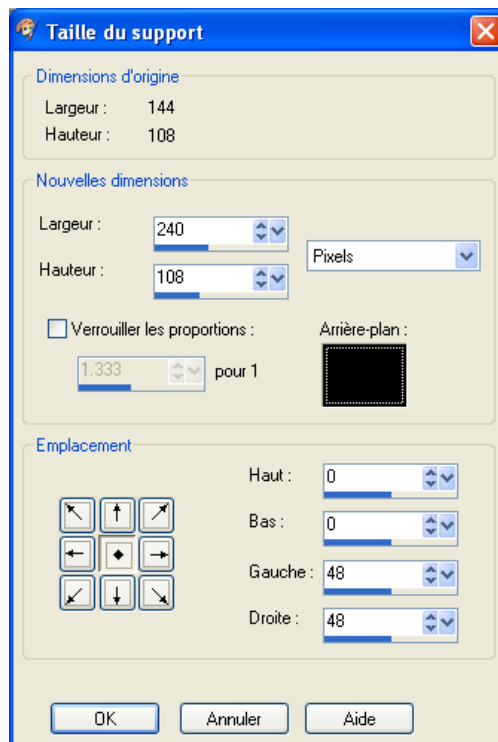 Taille du support
Dimensions d'origine
Largeur : 144
Hauteur : 108
Nouvelles dimensions
Largeur : 240
Pixels
Hauteur : 108
Verrouiller les proportions :
Arrière-plan :
1.333 pour 1
Emplacement
Haut : 0
Bas : 0
Gauche : 48
Droite : 48
OK Annuler Aide